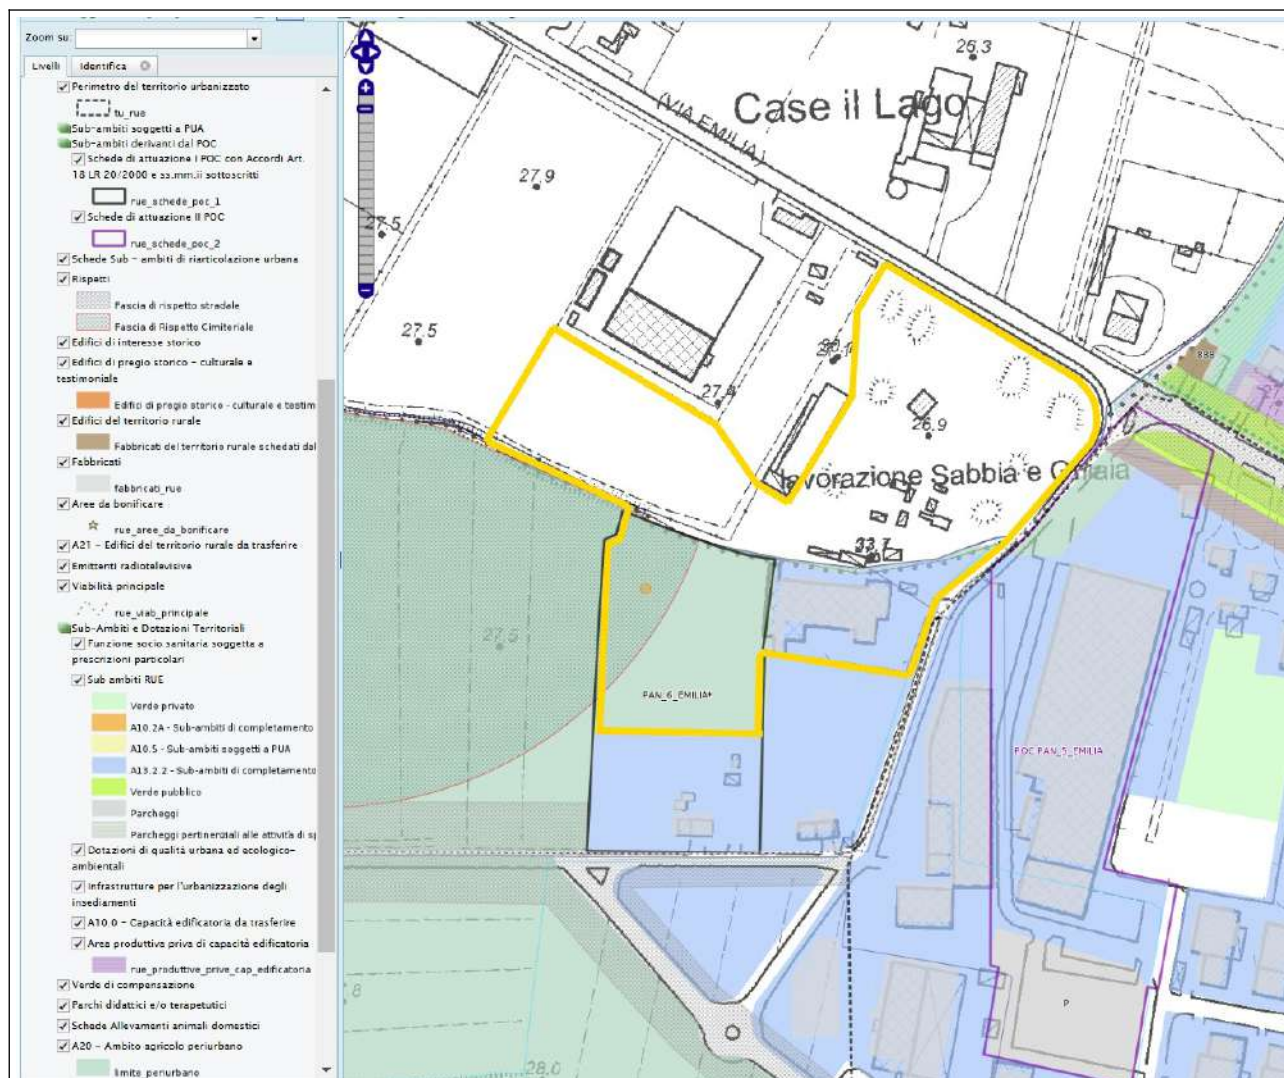 Zoom su:
Livelli
Identifica
Perimetro del territorio urbanizzato
tu_rue
Sub-ambiti soggetti a PUA
Sub-ambiti derivanti dal POC
Schede di attuazione I POC con Accordi Art.
18 LR 20/2000 e ss.mm.ii sottoscritti
rue_schede_poc_1
Schede di attuazione II POC
rue_schede_poc_2
Schede Sub - ambiti di riarticolazione urbana
Rispetti
Fascia di rispetto stradale
Fascia di Rispetto Cimiteriale
Edifici di interesse storico
Edifici di pregio storico - culturale e
testimoniale
Edifici di pregio storico - culturale e testim
Edifici del territorio rurale
Fabbricati del territorio rurale schedati dal
Fabbricati
fabbricati_rue
Aree da bonificare
rue_aree_da_bonificare
A21 - Edifici del territorio rurale da trasferire
Emittenti radiotelevisive
Viabilità principale
rue_viab_principale
Sub-Ambiti e Dotazioni Territoriali
Funzione socio sanitaria soggetta a
prescrizioni particolari
Sub ambiti RUE
Verde privato
A10.2A - Sub-ambiti di completamento
A10.5 - Sub-ambiti soggetti a PUA
A13.2.2 - Sub-ambiti di completamento
Verde pubblico
Parcheggi
Parcheggi pertinenziali alle attività di sp
Dotazioni di qualità urbana ed ecologico-
ambientali
Infrastrutture per l'urbanizzazione degli
insediamenti
A10.0 - Capacità edificatoria da trasferire
Area produttiva priva di capacità edificatoria
rue_produttive_prive_cap_edificatoria
Verde di compensazione
Parchi didattici e/o terapetutici
Schede Allevamenti animali domestici
A20 - Ambito agricolo periurbano
limite_periurbano
26.3
Case il Lago
(VIA EMILIA)
27.9
27.5
27.5
27.4
26.9
lavorazione Sabbia e Ghiaia
33.7
27.5
PAN_6_EMILIA*
POC PAN_5_EMILIA
P
8
28.0